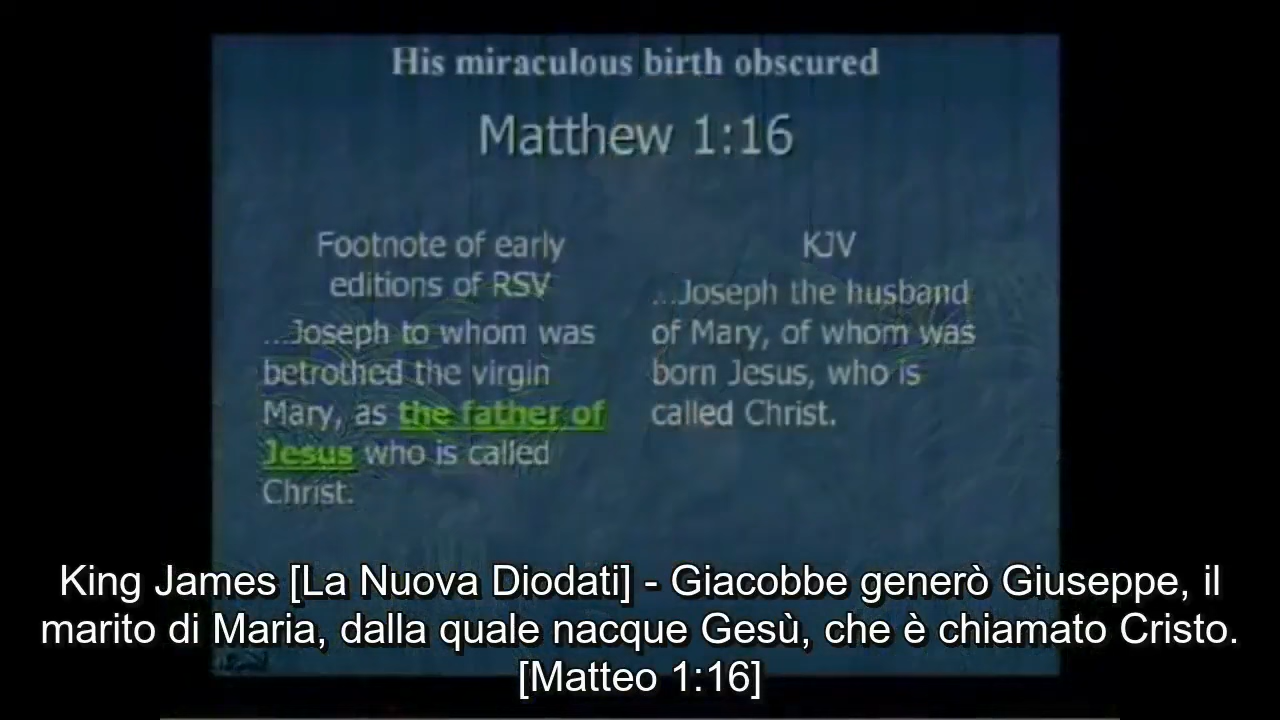 His miraculous birth obscured
Matthew 1:16
Footnote of early
editions of RSV
...Joseph to whom was
betrothed the virgin
Mary, as the father of
Jesus who is called
Christ.
KJV
...Joseph the husband
of Mary, of whom was
born Jesus, who is
called Christ.
King James [La Nuova Diodati] - Giacobbe generò Giuseppe, il
marito di Maria, dalla quale nacque Gesù, che è chiamato Cristo.
[Matteo 1:16]